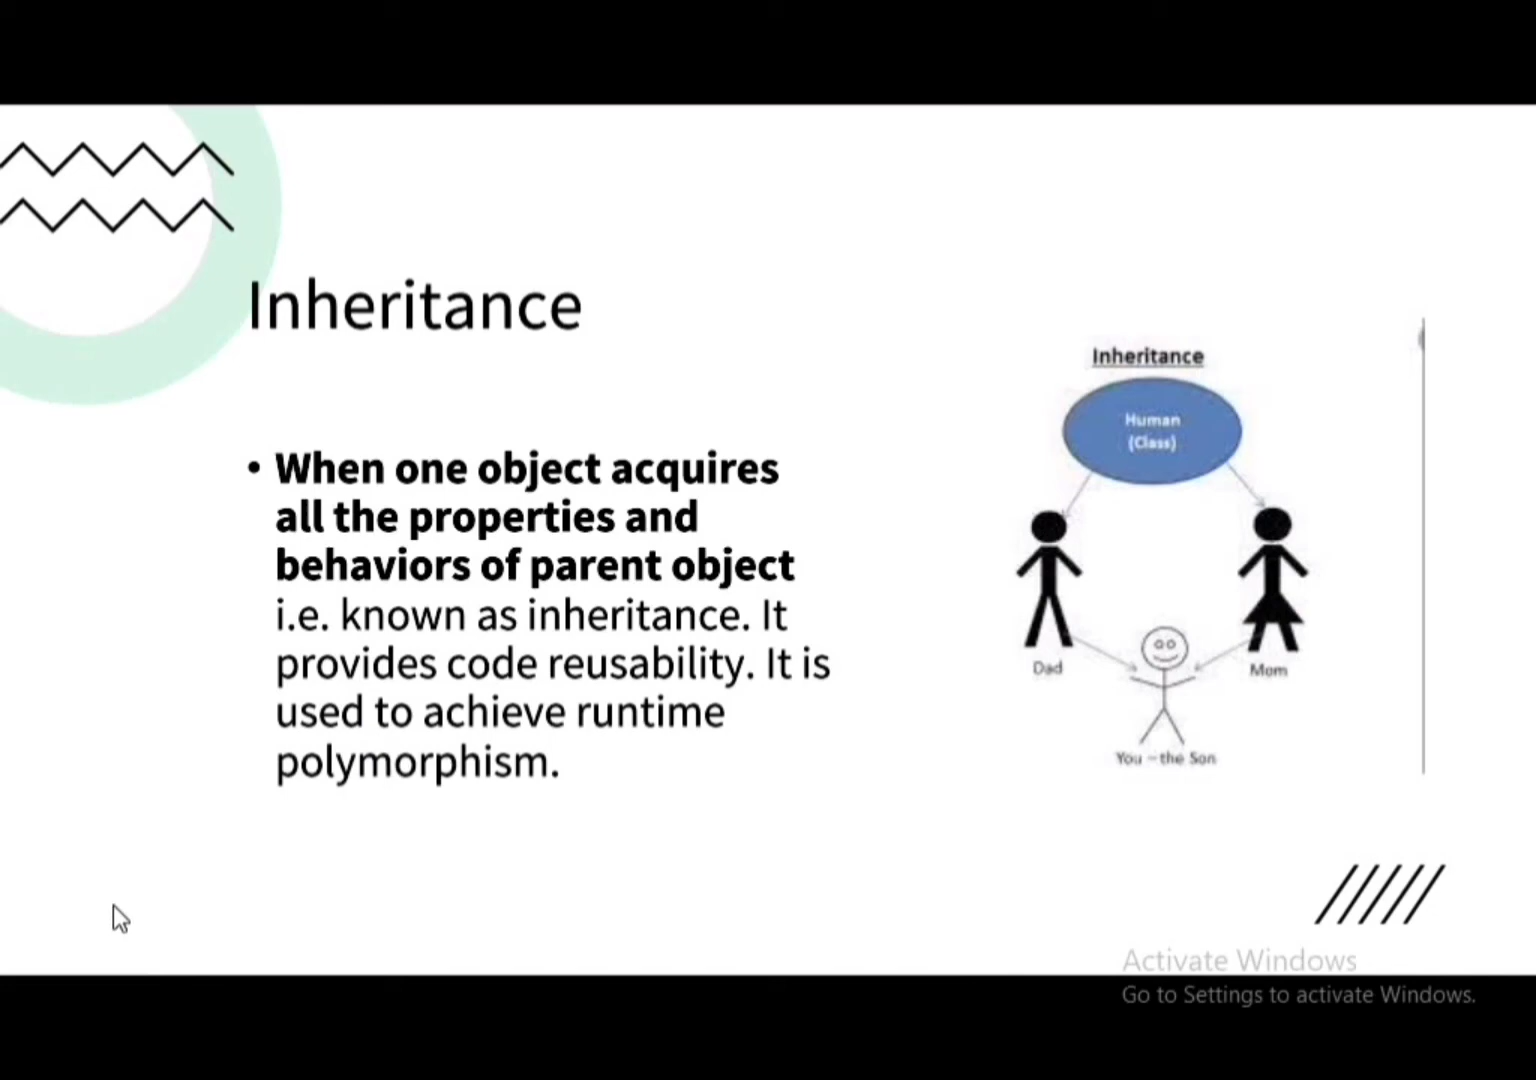 Inheritance
• When one object acquires
all the properties and
behaviors of parent object
i.e. known as inheritance. It
provides code reusability. It is
used to achieve runtime
polymorphism.
Inheritance
Human
(Class)
Dad
Mom
You – the Son
Activate Windows
Go to Settings to activate Windows.